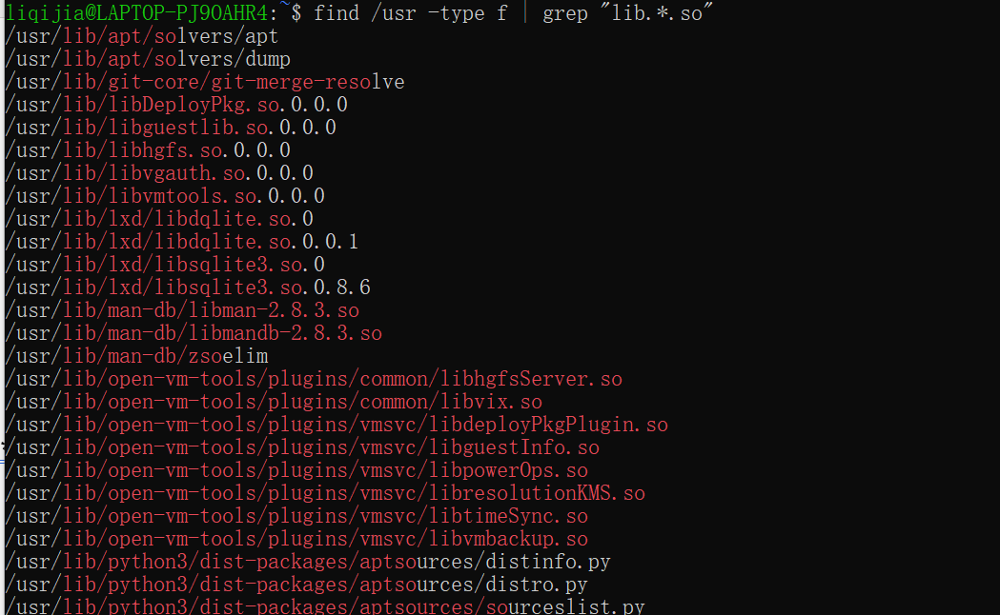 liqijia@LAPTOP-PJ9OAHR4:~$ find /usr -type f | grep "lib.*.so"
/usr/lib/apt/solvers/apt
/usr/lib/apt/solvers/dump
/usr/lib/git-core/git-merge-resolve
/usr/lib/libDeployPkg.so.0.0.0
/usr/lib/libguestlib.so.0.0.0
/usr/lib/libhgfs.so.0.0.0
/usr/lib/libvgauth.so.0.0.0
/usr/lib/libvmtools.so.0.0.0
/usr/lib/lxd/libdqlite.so.0
/usr/lib/lxd/libdqlite.so.0.0.1
/usr/lib/lxd/libsqlite3.so.0
/usr/lib/lxd/libsqlite3.so.0.8.6
/usr/lib/man-db/libman-2.8.3.so
/usr/lib/man-db/libmandb-2.8.3.so
/usr/lib/man-db/zsoelim
/usr/lib/open-vm-tools/plugins/common/libhgfsServer.so
/usr/lib/open-vm-tools/plugins/common/libvix.so
/usr/lib/open-vm-tools/plugins/vmsvc/libdeployPkgPlugin.so
/usr/lib/open-vm-tools/plugins/vmsvc/libguestInfo.so
/usr/lib/open-vm-tools/plugins/vmsvc/libpowerOps.so
/usr/lib/open-vm-tools/plugins/vmsvc/libresolutionKMS.so
/usr/lib/open-vm-tools/plugins/vmsvc/libtimeSync.so
/usr/lib/open-vm-tools/plugins/vmsvc/libvmbackup.so
/usr/lib/python3/dist-packages/aptsources/distinfo.py
/usr/lib/python3/dist-packages/aptsources/distro.py
/usr/lib/python3/dist-packages/aptsources/sourceslist.py